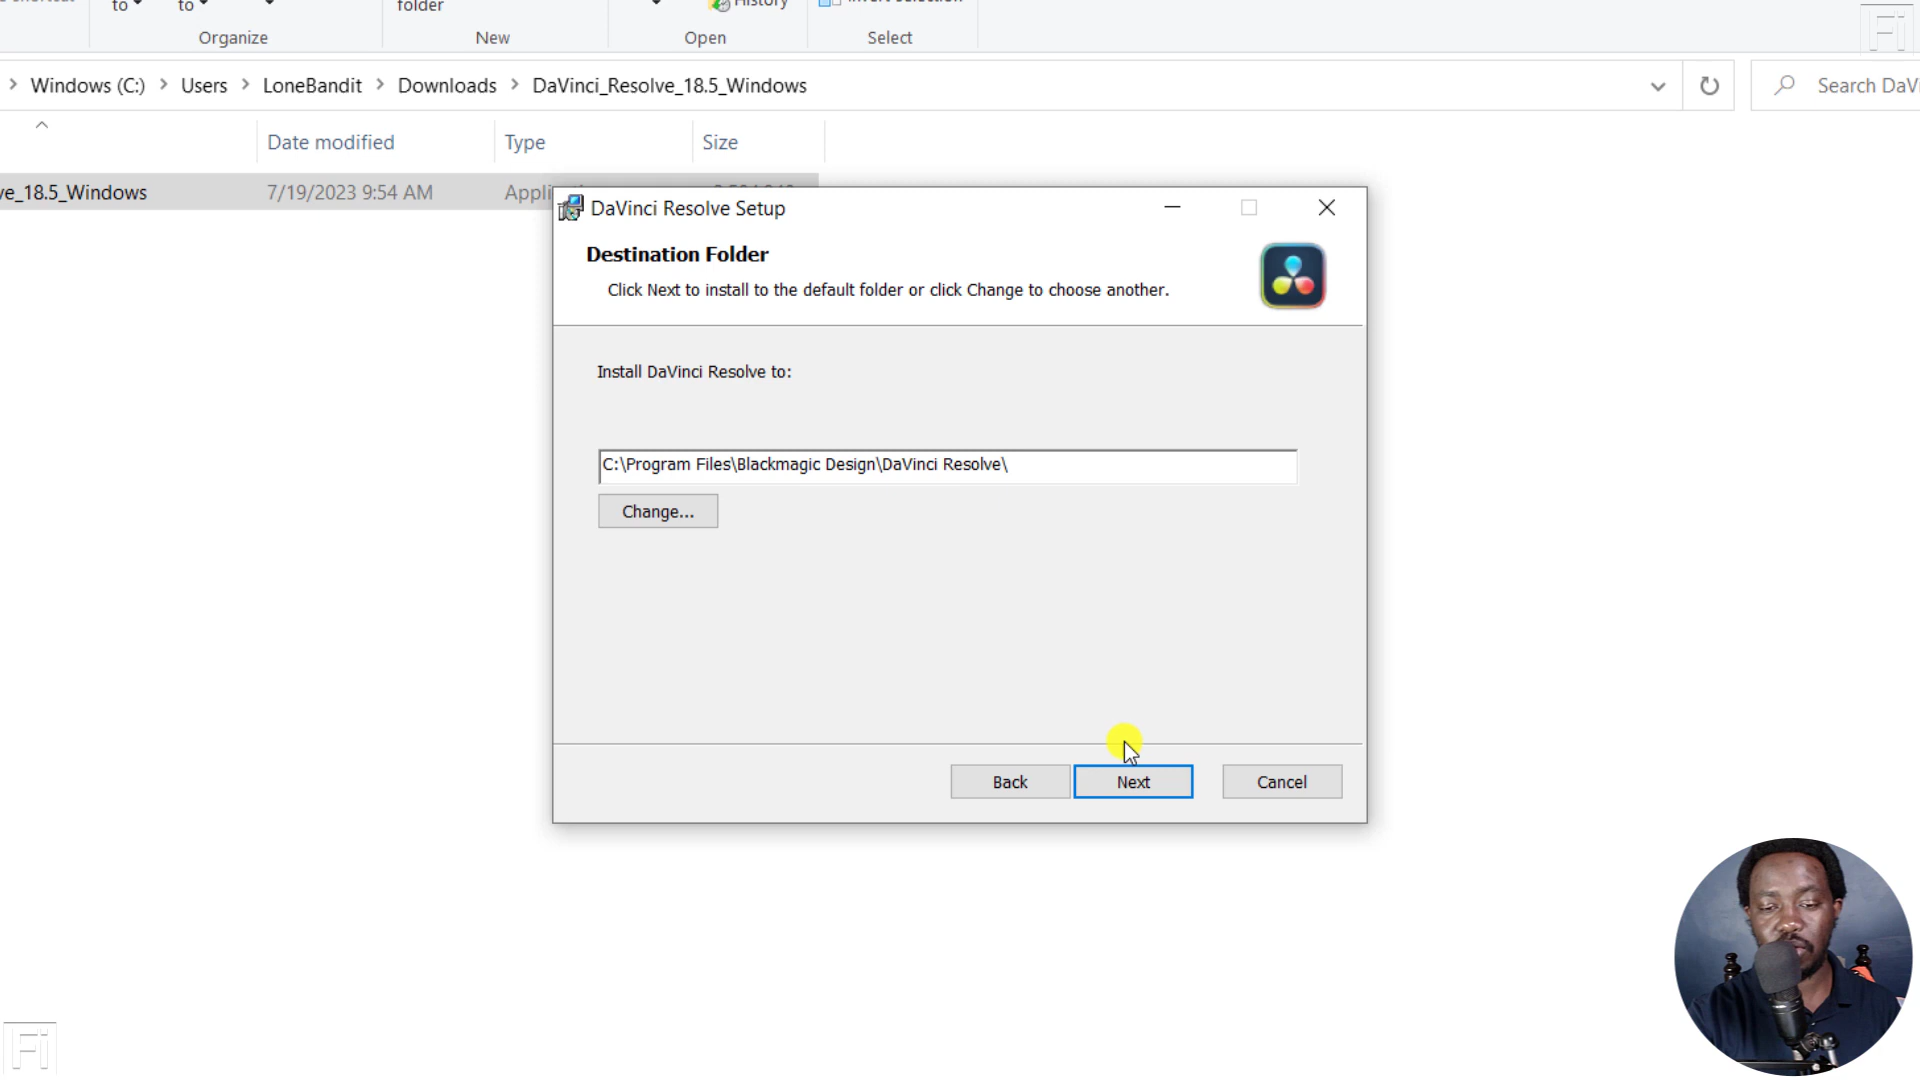 to to
folder
History
Organize New Open Select
Windows (C:) Users LoneBandit Downloads DaVinci_Resolve_18.5_Windows
Search DaVi
Date modified Type Size
ve_18.5_Windows 7/19/2023 9:54 AM Appli
DaVinci Resolve Setup
Destination Folder
Click Next to install to the default folder or click Change to choose another.
Install DaVinci Resolve to:
C:\Program Files\Blackmagic Design\DaVinci Resolve\
Change...
Back Next Cancel
Fi
Fi